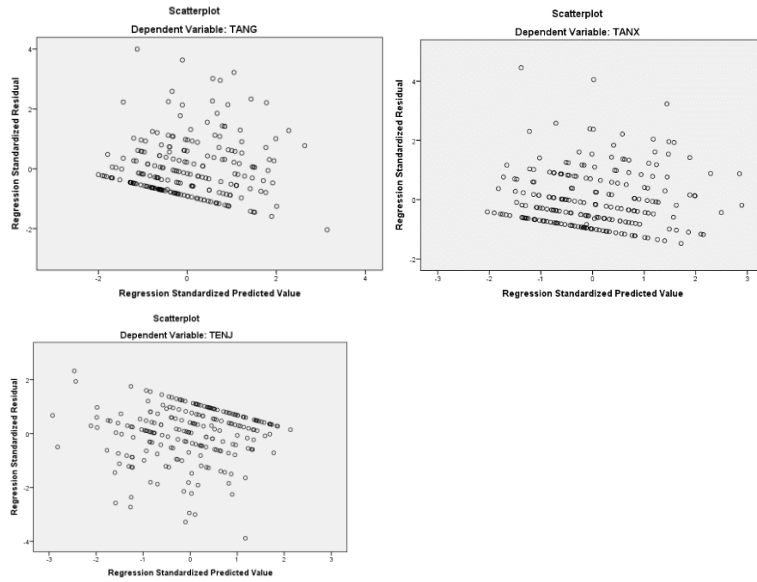 Scatterplot
Dependent Variable: TANG
Regression Standardized Residual
4
2
0
-2
-2
0
2
4
Regression Standardized Predicted Value
Scatterplot
Dependent Variable: TANX
Regression Standardized Residual
4
2
0
-2
-2
-1
0
1
2
3
Regression Standardized Predicted Value
Scatterplot
Dependent Variable: TENJ
Regression Standardized Residual
2
0
-2
-4
-3
-2
-1
0
1
2
3
Regression Standardized Predicted Value